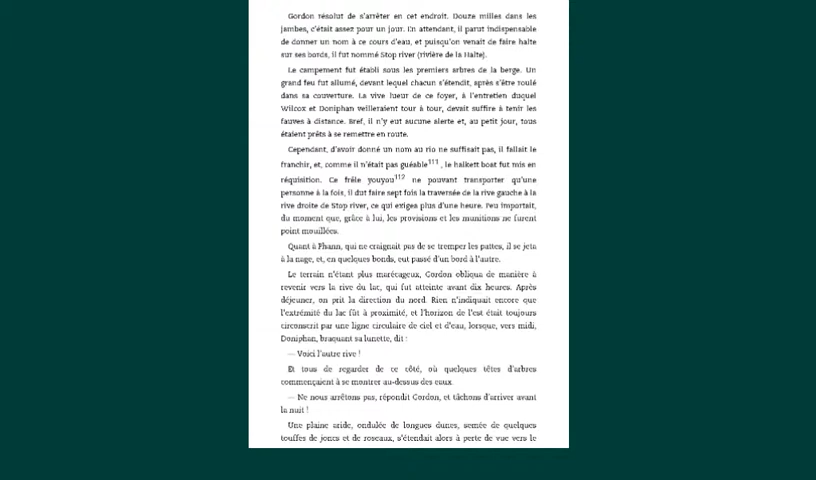 Gordon résolut de s'arrêter en cet endroit. Douze milles dans les
jambes, c'était assez pour un jour. En attendant, il parut indispensable
de donner un nom à ce cours d'eau, et puisqu'on venait de faire halte
sur ses bords, il fut nommé Stop river (rivière de la Halte).
Le campement fut établi sous les premiers arbres de la berge. Un
grand feu fut allumé, devant lequel chacun s'étendit, après s'être roulé
dans sa couverture. La vive lueur de ce foyer, à l'entretien duquel
Wilcox et Doniphan veilleraient tour à tour, devait suffire à tenir les
fauves à distance. Bref, il n'y eut aucune alerte et, au petit jour, tous
étaient prêts à se remettre en route.
Cependant, d'avoir donné un nom au rio ne suffisait pas, il fallait le
franchir, et, comme il n'était pas guéable111 , le halkett boat fut mis en
réquisition. Ce frêle youyou112 ne pouvant transporter qu'une
personne à la fois, il dut faire sept fois la traversée de la rive gauche à la
rive droite de Stop river, ce qui exigea plus d'une heure. Peu importait,
du moment que, grâce à lui, les provisions et les munitions ne furent
point mouillées.
Quant à Phann, qui ne craignait pas de se tremper les pattes, il se jeta
à la nage, et, en quelques bonds, eut passé d'un bord à l'autre.
Le terrain n'étant plus marécageux, Gordon obliqua de manière à
revenir vers la rive du lac, qui fut atteinte avant dix heures. Après
déjeuner, on prit la direction du nord. Rien n'indiquait encore que
l'extrémité du lac fût à proximité, et l'horizon de l'est était toujours
circonscrit par une ligne circulaire de ciel et d'eau, lorsque, vers midi,
Doniphan, braquant sa lunette, dit :
— Voici l'autre rive !
Et tous de regarder de ce côté, où quelques têtes d'arbres
commençaient à se montrer au-dessus des eaux.
— Ne nous arrêtons pas, répondit Gordon, et tâchons d'arriver avant
la nuit !
Une plaine aride, ondulée de longues dunes, semée de quelques
touffes de joncs et de roseaux, s'étendait alors à perte de vue vers le